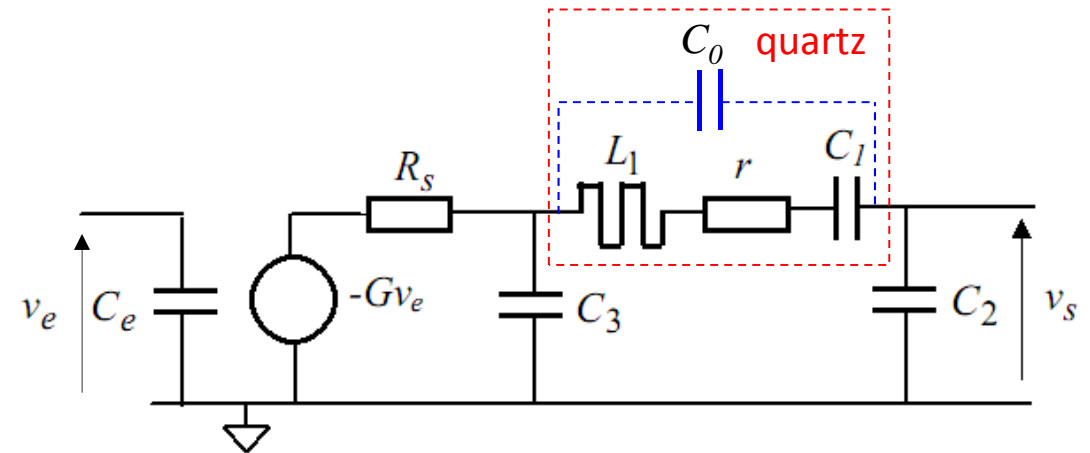 C₀ quartz
L₁ r C₁
Rₛ
vₑ Cₑ -Gvₑ C₃ C₂ vₛ